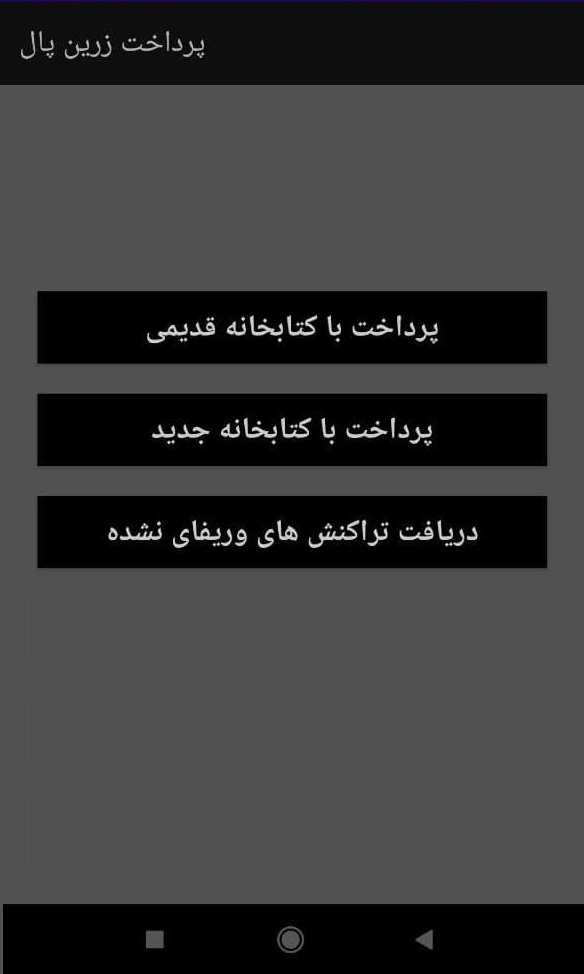 پرداخت زرین پال
پرداخت با کتابخانه قدیمی
پرداخت با کتابخانه جدید
دریافت تراکنش های وریفای نشده